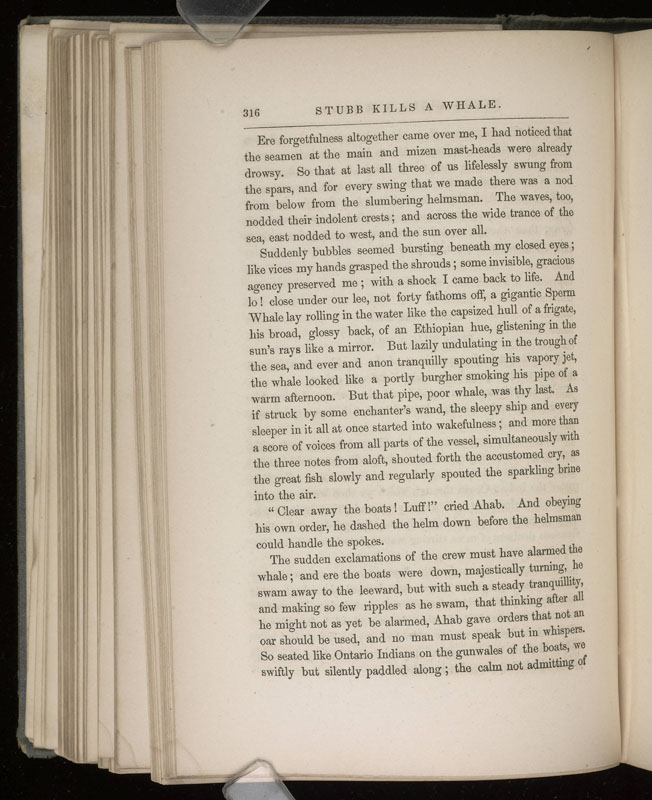 316 STUBB KILLS A WHALE.
Ere forgetfulness altogether came over me, I had noticed that
the seamen at the main and mizen mast-heads were already
drowsy. So that at last all three of us lifelessly swung from
the spars, and for every swing that we made there was a nod
from below from the slumbering helmsman. The waves, too,
nodded their indolent crests; and across the wide trance of the
sea, east nodded to west, and the sun over all.
Suddenly bubbles seemed bursting beneath my closed eyes;
like vices my hands grasped the shrouds; some invisible, gracious
agency preserved me; with a shock I came back to life. And
lo! close under our lee, not forty fathoms off, a gigantic Sperm
Whale lay rolling in the water like the capsized hull of a frigate,
his broad, glossy back, of an Ethiopian hue, glistening in the
sun's rays like a mirror. But lazily undulating in the trough of
the sea, and ever and anon tranquilly spouting his vapory jet,
the whale looked like a portly burgher smoking his pipe of a
warm afternoon. But that pipe, poor whale, was thy last. As
if struck by some enchanter's wand, the sleepy ship and every
sleeper in it all at once started into wakefulness; and more than
a score of voices from all parts of the vessel, simultaneously with
the three notes from aloft, shouted forth the accustomed cry, as
the great fish slowly and regularly spouted the sparkling brine
into the air.
"Clear away the boats! Luff!" cried Ahab. And obeying
his own order, he dashed the helm down before the helmsman
could handle the spokes.
The sudden exclamations of the crew must have alarmed the
whale; and ere the boats were down, majestically turning, he
swam away to the leeward, but with such a steady tranquillity,
and making so few ripples as he swam, that thinking after all
he might not as yet be alarmed, Ahab gave orders that not an
oar should be used, and no man must speak but in whispers.
So seated like Ontario Indians on the gunwales of the boats, we
swiftly but silently paddled along; the calm not admitting of